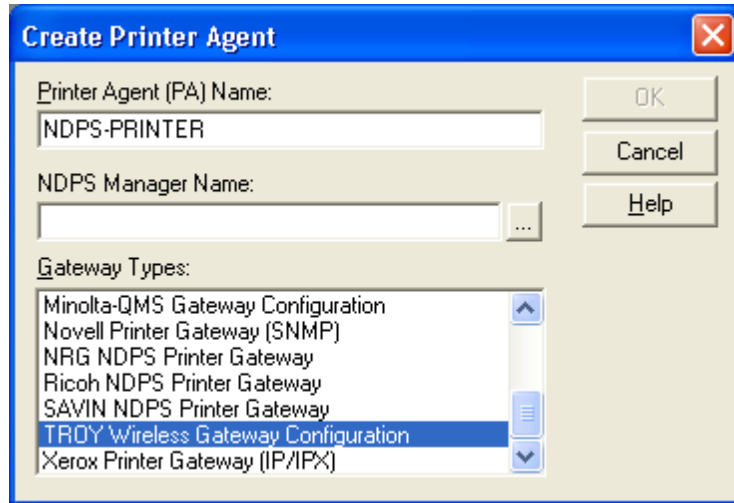 Create Printer Agent
Printer Agent (PA) Name:
NDPS-PRINTER
NDPS Manager Name:
...
Gateway Types:
Minolta-QMS Gateway Configuration
Novell Printer Gateway (SNMP)
NRG NDPS Printer Gateway
Ricoh NDPS Printer Gateway
SAVIN NDPS Printer Gateway
TROY Wireless Gateway Configuration
Xerox Printer Gateway (IP/IPX)
OK
Cancel
Help